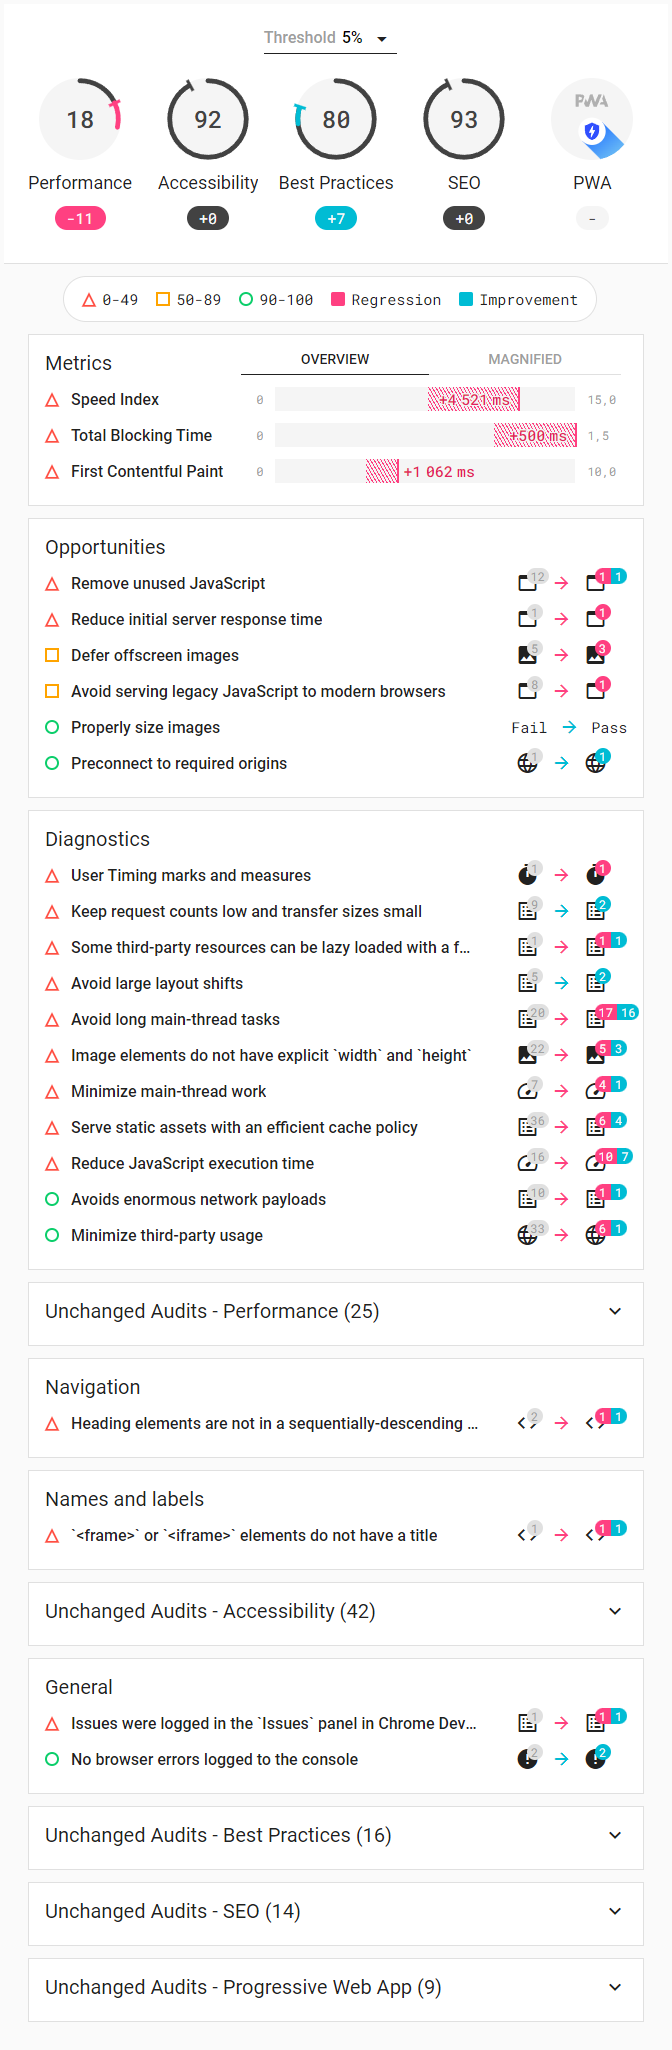 Threshold 5%
18 92 80 93 PWA
Performance Accessibility Best Practices SEO PWA
-11 +0 +7 +0 -
0-49 50-89 90-100 Regression Improvement
Metrics OVERVIEW MAGNIFIED
Speed Index 0 +4 521 ms 15,0
Total Blocking Time 0 +500 ms 1,5
First Contentful Paint 0 +1 062 ms 10,0
Opportunities
Remove unused JavaScript 12 → 1 1
Reduce initial server response time 1 → 1
Defer offscreen images 5 → 3
Avoid serving legacy JavaScript to modern browsers 8 → 1
Properly size images Fail → Pass
Preconnect to required origins 1 → 1
Diagnostics
User Timing marks and measures 1 → 1
Keep request counts low and transfer sizes small 9 → 2
Some third-party resources can be lazy loaded with a f... 1 → 1 1
Avoid large layout shifts 5 → 2
Avoid long main-thread tasks 20 → 17 16
Image elements do not have explicit `width` and `height` 22 → 5 3
Minimize main-thread work 7 → 4 1
Serve static assets with an efficient cache policy 36 → 6 4
Reduce JavaScript execution time 16 → 10 7
Avoids enormous network payloads 10 → 1 1
Minimize third-party usage 33 → 6 1
Unchanged Audits - Performance (25)
Navigation
Heading elements are not in a sequentially-descending ... 2 → 1 1
Names and labels
`<frame>` or `<iframe>` elements do not have a title 1 → 1 1
Unchanged Audits - Accessibility (42)
General
Issues were logged in the `Issues` panel in Chrome Dev... 1 → 1 1
No browser errors logged to the console 2 → 2
Unchanged Audits - Best Practices (16)
Unchanged Audits - SEO (14)
Unchanged Audits - Progressive Web App (9)